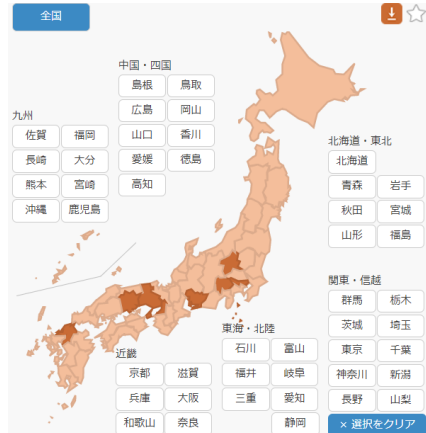 全国
中国・四国
島根 鳥取
広島 岡山
山口 香川
愛媛 徳島
高知
九州
佐賀 福岡
長崎 大分
熊本 宮崎
沖縄 鹿児島
北海道・東北
北海道
青森 岩手
秋田 宮城
山形 福島
関東・信越
群馬 栃木
茨城 埼玉
東京 千葉
神奈川 新潟
長野 山梨
東海・北陸
石川 富山
福井 岐阜
三重 愛知
静岡
近畿
京都 滋賀
兵庫 大阪
和歌山 奈良
× 選択をクリア